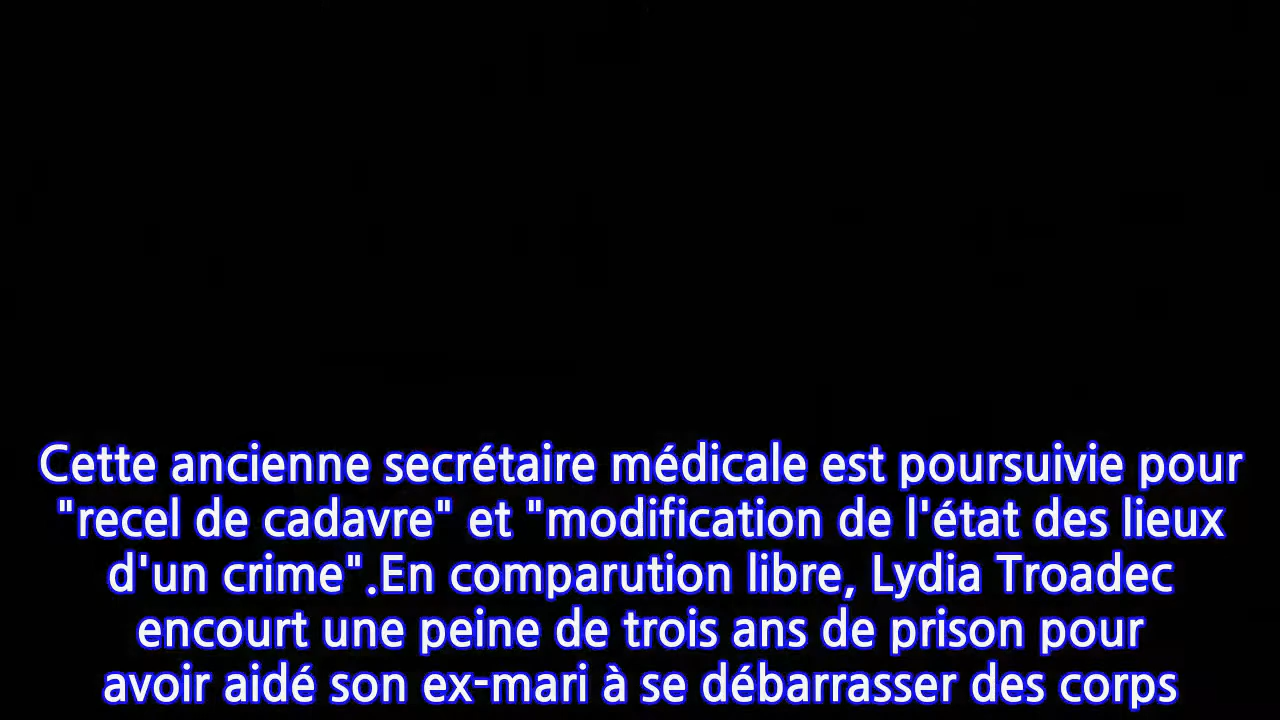 Cette ancienne secrétaire médicale est poursuivie pour
"recel de cadavre" et "modification de l'état des lieux
d'un crime".En comparution libre, Lydia Troadec
encourt une peine de trois ans de prison pour
avoir aidé son ex-mari à se débarrasser des corps